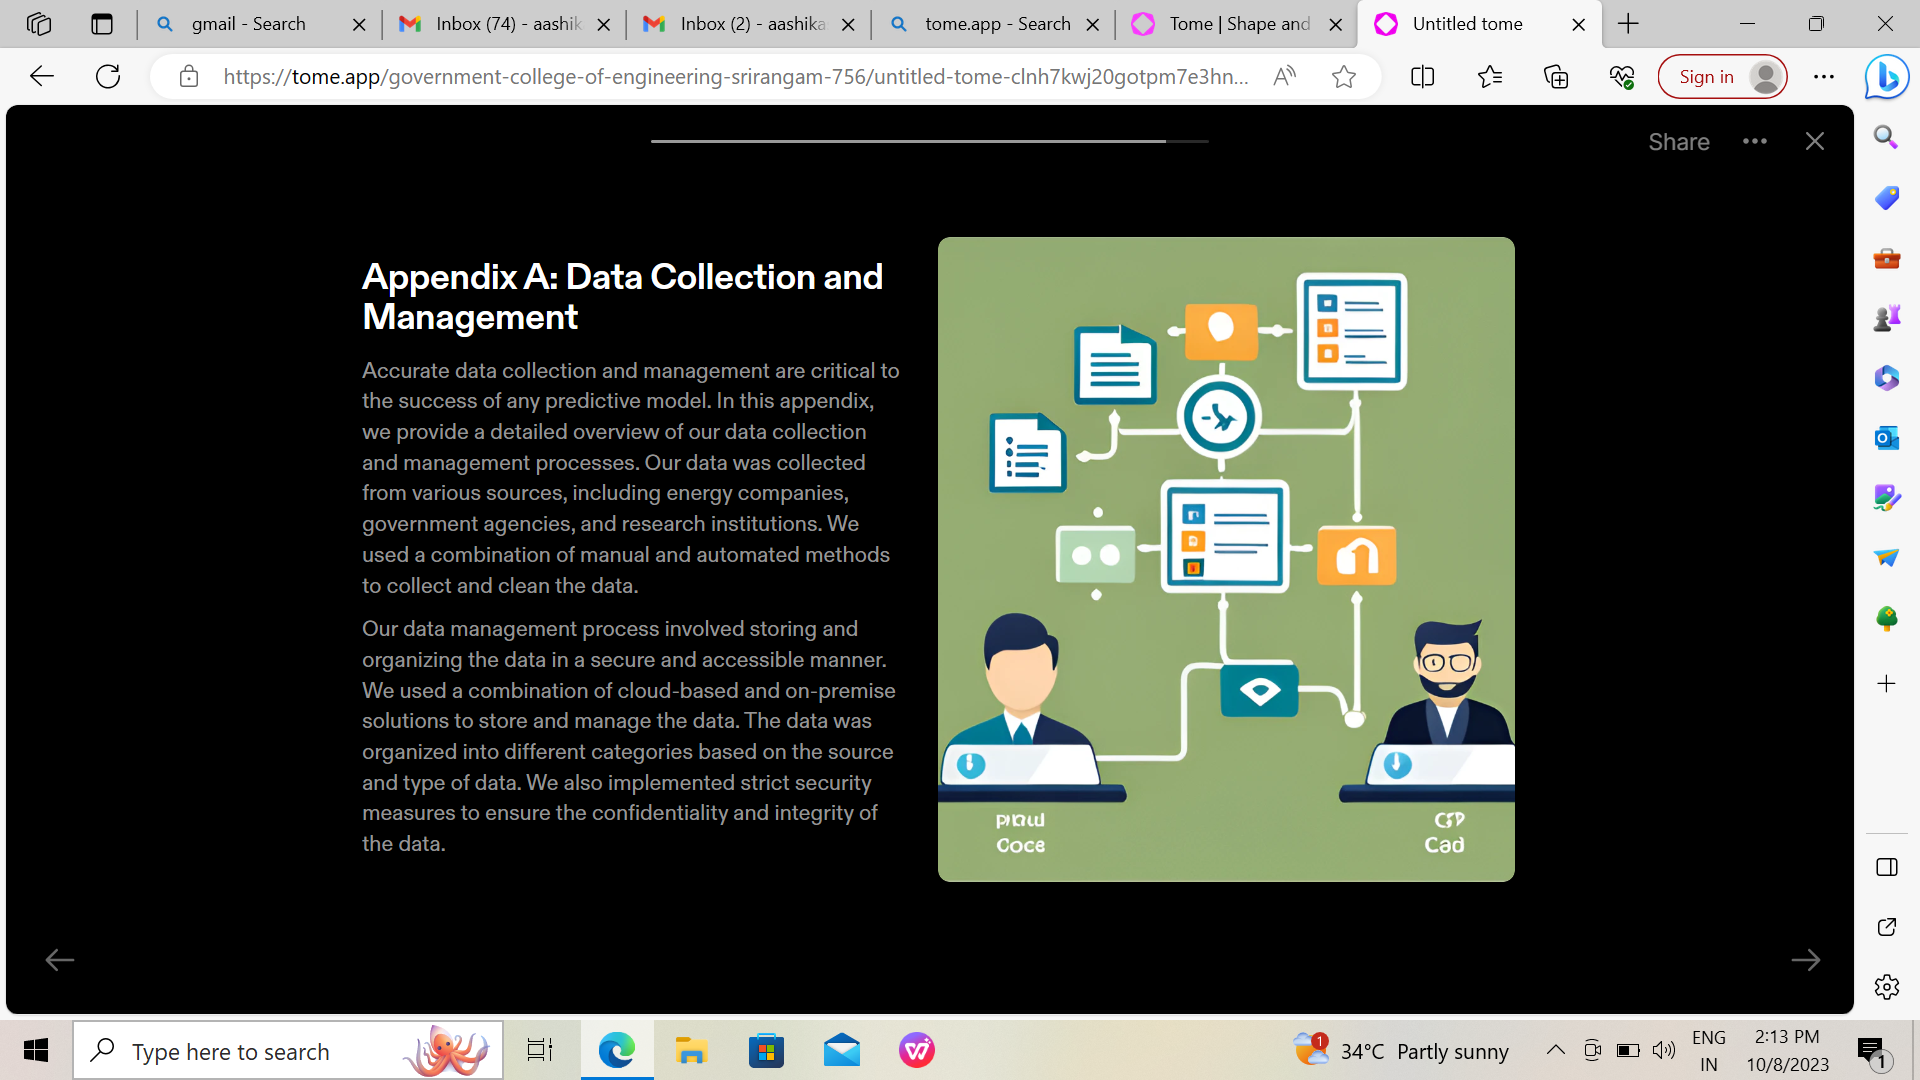 gmail - Search
Inbox (74) - aashik
Inbox (2) - aashika
tome.app - Search
Tome | Shape and
Untitled tome
https://tome.app/government-college-of-engineering-srirangam-756/untitled-tome-clnh7kwj20gotpm7e3hn...
Sign in
Share
Appendix A: Data Collection and
Management
Accurate data collection and management are critical to
the success of any predictive model. In this appendix,
we provide a detailed overview of our data collection
and management processes. Our data was collected
from various sources, including energy companies,
government agencies, and research institutions. We
used a combination of manual and automated methods
to collect and clean the data.
Our data management process involved storing and
organizing the data in a secure and accessible manner.
We used a combination of cloud-based and on-premise
solutions to store and manage the data. The data was
organized into different categories based on the source
and type of data. We also implemented strict security
measures to ensure the confidentiality and integrity of
the data.
Cad
Type here to search
1
34°C Partly sunny
ENG
IN
2:13 PM
10/8/2023
1